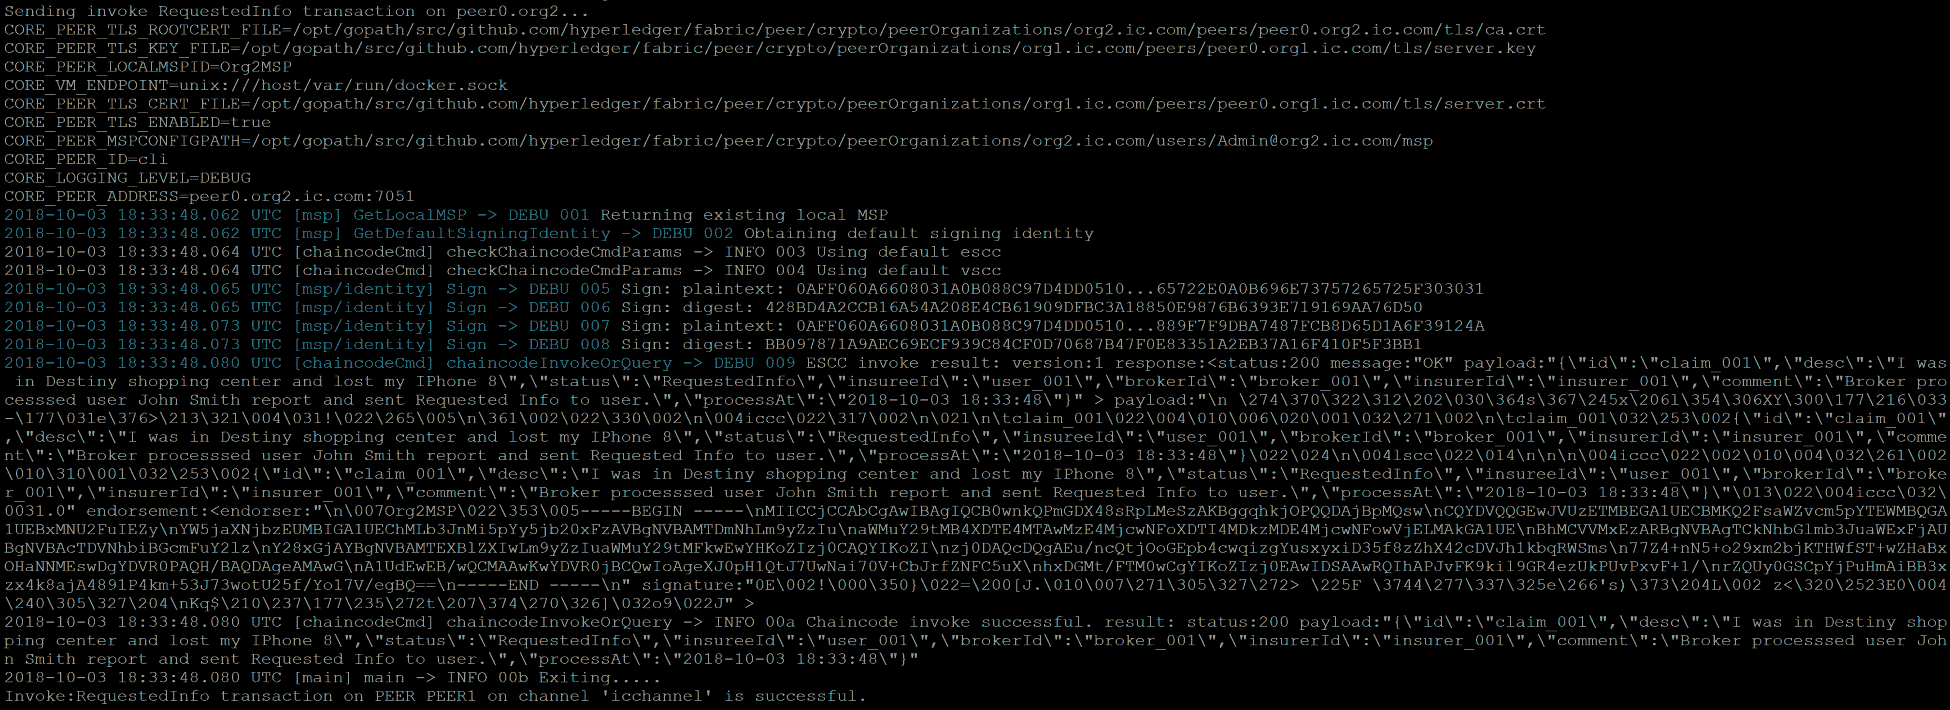 Sending invoke RequestedInfo transaction on peer0.org2...
CORE_PEER_TLS_ROOTCERT_FILE=/opt/gopath/src/github.com/hyperledger/fabric/peer/crypto/peerOrganizations/org2.ic.com/peers/peer0.org2.ic.com/tls/ca.crt
CORE_PEER_TLS_KEY_FILE=/opt/gopath/src/github.com/hyperledger/fabric/peer/crypto/peerOrganizations/org1.ic.com/peers/peer0.org1.ic.com/tls/server.key
CORE_PEER_LOCALMSPID=Org2MSP
CORE_VM_ENDPOINT=unix:///host/var/run/docker.sock
CORE_PEER_TLS_CERT_FILE=/opt/gopath/src/github.com/hyperledger/fabric/peer/crypto/peerOrganizations/org1.ic.com/peers/peer0.org1.ic.com/tls/server.crt
CORE_PEER_TLS_ENABLED=true
CORE_PEER_MSPCONFIGPATH=/opt/gopath/src/github.com/hyperledger/fabric/peer/crypto/peerOrganizations/org2.ic.com/users/Admin@org2.ic.com/msp
CORE_PEER_ID=cli
CORE_LOGGING_LEVEL=DEBUG
CORE_PEER_ADDRESS=peer0.org2.ic.com:7051
2018-10-03 18:33:48.062 UTC [msp] GetLocalMSP -> DEBU 001 Returning existing local MSP
2018-10-03 18:33:48.062 UTC [msp] GetDefaultSigningIdentity -> DEBU 002 Obtaining default signing identity
2018-10-03 18:33:48.064 UTC [chaincodeCmd] checkChaincodeCmdParams -> INFO 003 Using default escc
2018-10-03 18:33:48.064 UTC [chaincodeCmd] checkChaincodeCmdParams -> INFO 004 Using default vscc
2018-10-03 18:33:48.065 UTC [msp/identity] Sign -> DEBU 005 Sign: plaintext: 0AFF060A6608031A0B088C97D4DD0510...65722E0A0B696E73757265725F303031
2018-10-03 18:33:48.065 UTC [msp/identity] Sign -> DEBU 006 Sign: digest: 428BD4A2CCB16A54A208E4CB61909DFBC3A18850E9876B6393E719169AA76D50
2018-10-03 18:33:48.073 UTC [msp/identity] Sign -> DEBU 007 Sign: plaintext: 0AFF060A6608031A0B088C97D4DD0510...889F7F9DBA7487FCB8D65D1A6F39124A
2018-10-03 18:33:48.073 UTC [msp/identity] Sign -> DEBU 008 Sign: digest: BB097871A9AEC69ECF939C84CF0D70687B47F0E83351A2EB37A16F410F5F3BB1
2018-10-03 18:33:48.080 UTC [chaincodeCmd] chaincodeInvokeOrQuery -> DEBU 009 ESCC invoke result: version:1 response:<status:200 message:"OK" payload:"{\"id\":\"claim_001\",\"desc\":\"I was
in Destiny shopping center and lost my IPhone 8\",\"status\":\"RequestedInfo\",\"insureeId\":\"user_001\",\"brokerId\":\"broker_001\",\"insurerId\":\"insurer_001\",\"comment\":\"Broker pro
cesssed user John Smith report and sent Requested Info to user.\",\"processAt\":\"2018-10-03 18:33:48\"}" > payload:"\n \274\370\322\312\202\030\364s\367\245x\206l\354\306XY\300\177\216\033
-\177\031e\376>\213\321\004\031!\022\265\005\n\361\002\022\330\002\n\004iccc\022\317\002\n\021\n\tclaim_001\022\004\010\006\020\001\032\271\002\n\tclaim_001\032\253\002{\"id\":\"claim_001\"
,\"desc\":\"I was in Destiny shopping center and lost my IPhone 8\",\"status\":\"RequestedInfo\",\"insureeId\":\"user_001\",\"brokerId\":\"broker_001\",\"insurerId\":\"insurer_001\",\"comme
nt\":\"Broker processsed user John Smith report and sent Requested Info to user.\",\"processAt\":\"2018-10-03 18:33:48\"}\022\024\n\004lscc\022\014\n\n\n\004iccc\022\002\010\004\032\261\002
\010\310\001\032\253\002{\"id\":\"claim_001\",\"desc\":\"I was in Destiny shopping center and lost my IPhone 8\",\"status\":\"RequestedInfo\",\"insureeId\":\"user_001\",\"brokerId\":\"broke
r_001\",\"insurerId\":\"insurer_001\",\"comment\":\"Broker processsed user John Smith report and sent Requested Info to user.\",\"processAt\":\"2018-10-03 18:33:48\"}\"\013\022\004iccc\032\
0031.0" endorsement:<endorser:"\n\007Org2MSP\022\353\005-----BEGIN -----\nMIICCjCCAbCgAwIBAgIQCB0wnkQPmGDX48sRpLMeSzAKBggqhkjOPQQDAjBpMQsw\nCQYDVQQGEwJVUzETMBEGA1UECBMKQ2FsaWZvcm5pYTEWMBQGA
1UEBxMNU2FuIEZy\nYW5jaXNjbzEUMBIGA1UEChMLb3JnMi5pYy5jb20xFzAVBgNVBAMTDmNhLm9yZzIu\naWMuY29tMB4XDTE4MTAwMzE4MjcwNFoXDTI4MDkzMDE4MjcwNFowVjELMAkGA1UE\nBhMCVVMxEzARBgNVBAgTCkNhbGlmb3JuaWExFjAU
BgNVBAcTDVNhbiBGcmFuY2lz\nY28xGjAYBgNVBAMTEXBlZXIwLm9yZzIuaWMuY29tMFkwEwYHKoZIzj0CAQYIKoZI\nzj0DAQcDQgAEu/ncQtjOoGEpb4cwqizgYusxyxiD35f8zZhX42cDVJh1kbqRWSms\n77Z4+nN5+o29xm2bjKTHWfST+wZHaBx
OHaNNMEswDgYDVR0PAQH/BAQDAgeAMAwG\nA1UdEwEB/wQCMAAwKwYDVR0jBCQwIoAgeXJ0pH1QtJ7UwNai70V+CbJrfZNFC5uX\nhxDGMt/FTM0wCgYIKoZIzj0EAwIDSAAwRQIhAPJvFK9kil9GR4ezUkPUvPxvF+1/\nrZQUy0GSCpYjPuHmAiBB3x
zx4k8ajA4891P4km+53J73wotU25f/Yo17V/egBQ==\n-----END -----\n" signature:"0E\002!\000\350}\022=\200[J.\010\007\271\305\327\272> \225F \374\277\337\325e\266's)\373\204L\002 z<\320\2523E0\004
\240\305\327\204\nKq$\210\237\177\235\272t\207\374\270\326]\032o9\022J" >
2018-10-03 18:33:48.080 UTC [chaincodeCmd] chaincodeInvokeOrQuery -> INFO 00a Chaincode invoke successful. result: status:200 payload:"{\"id\":\"claim_001\",\"desc\":\"I was in Destiny shop
ping center and lost my IPhone 8\",\"status\":\"RequestedInfo\",\"insureeId\":\"user_001\",\"brokerId\":\"broker_001\",\"insurerId\":\"insurer_001\",\"comment\":\"Broker processsed user Joh
n Smith report and sent Requested Info to user.\",\"processAt\":\"2018-10-03 18:33:48\"}"
2018-10-03 18:33:48.080 UTC [main] main -> INFO 00b Exiting.....
Invoke:RequestedInfo transaction on PEER PEER1 on channel 'icchannel' is successful.